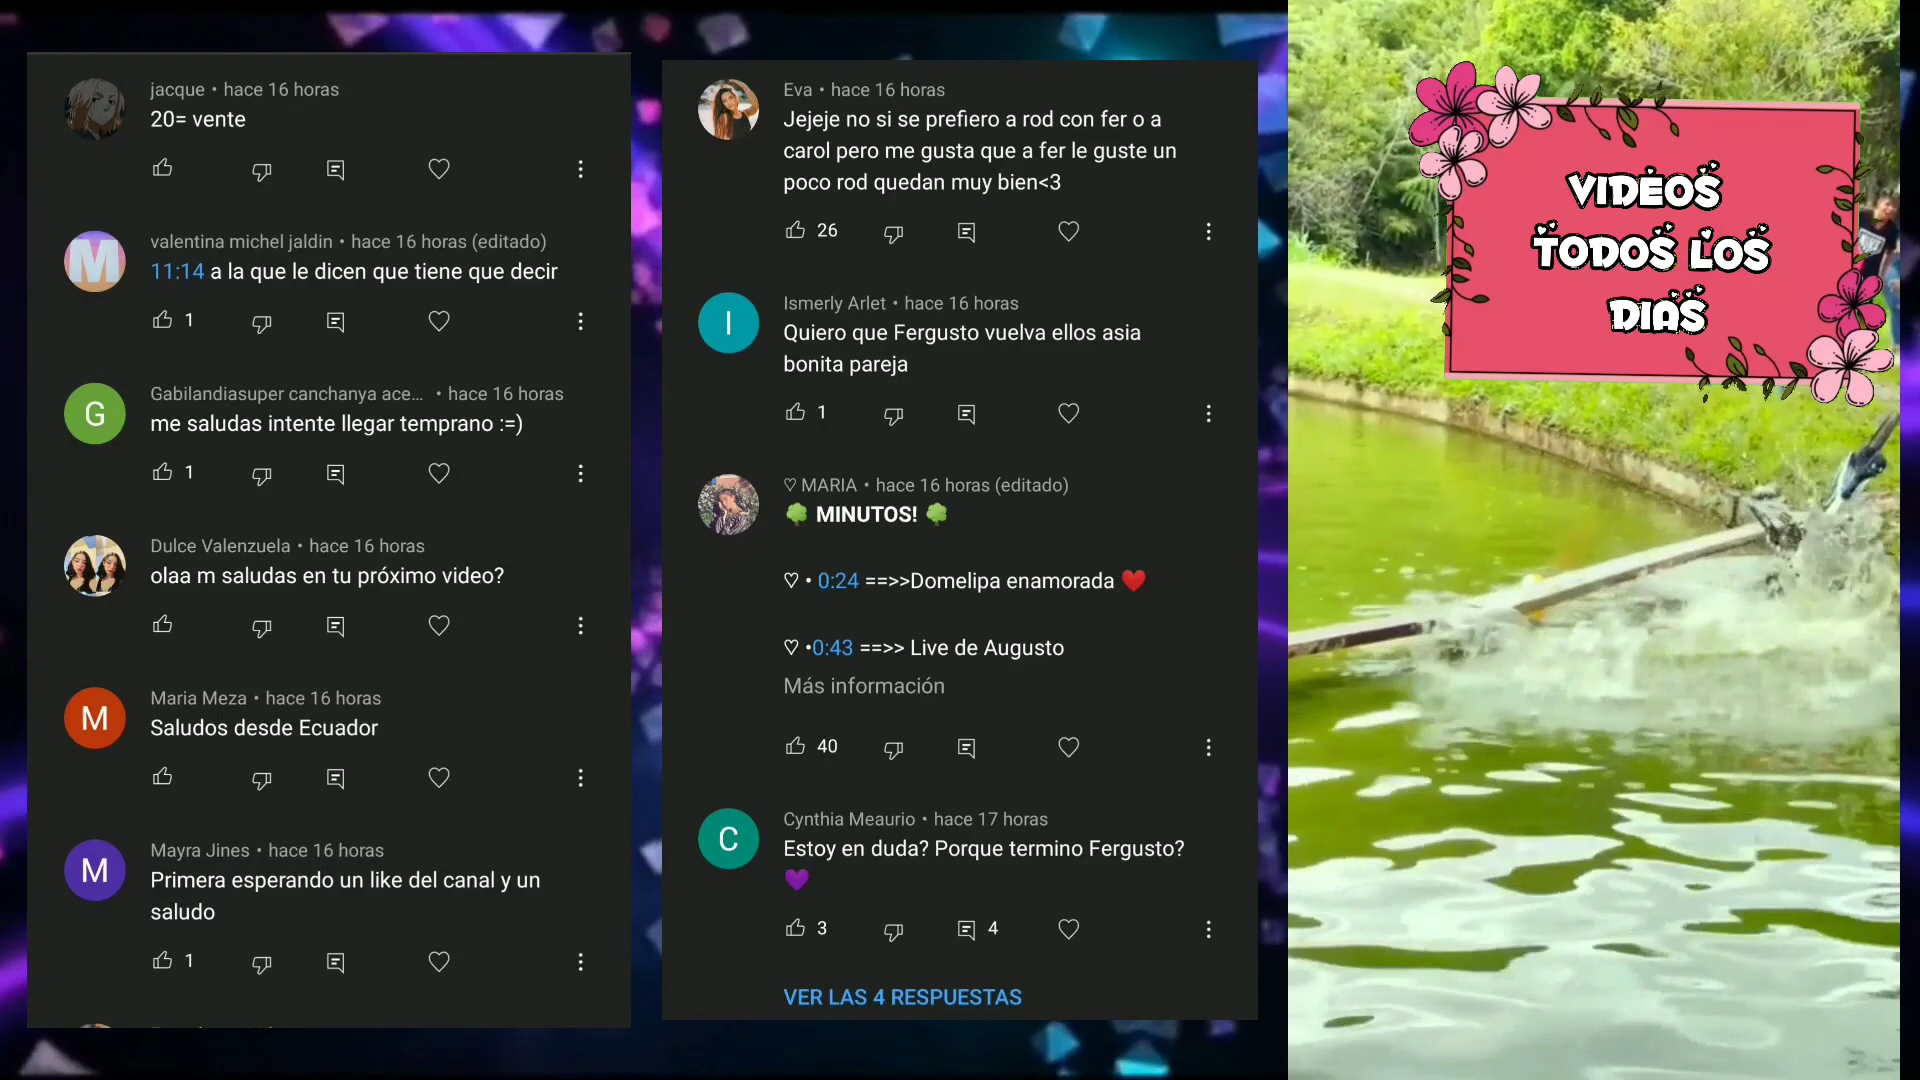 jacque • hace 16 horas
20= vente
M
valentina michel jaldin • hace 16 horas (editado)
11:14 a la que le dicen que tiene que decir
1
G
Gabilandiasuper canchanya ace... • hace 16 horas
me saludas intente llegar temprano :=)
1
Dulce Valenzuela • hace 16 horas
olaa m saludas en tu próximo video?
M
Maria Meza • hace 16 horas
Saludos desde Ecuador
M
Mayra Jines • hace 16 horas
Primera esperando un like del canal y un
saludo
1
Eva • hace 16 horas
Jejeje no si se prefiero a rod con fer o a
carol pero me gusta que a fer le guste un
poco rod quedan muy bien<3
26
I
Ismerly Arlet • hace 16 horas
Quiero que Fergusto vuelva ellos asia
bonita pareja
1
♡ MARIA • hace 16 horas (editado)
🌳 MINUTOS! 🌳
♡ • 0:24 ==>>Domelipa enamorada ❤️
♡ •0:43 ==>> Live de Augusto
Más información
40
C
Cynthia Meaurio • hace 17 horas
Estoy en duda? Porque termino Fergusto?
💜
3 4
VER LAS 4 RESPUESTAS
VIDEOS
TODOS LOS
DIAS